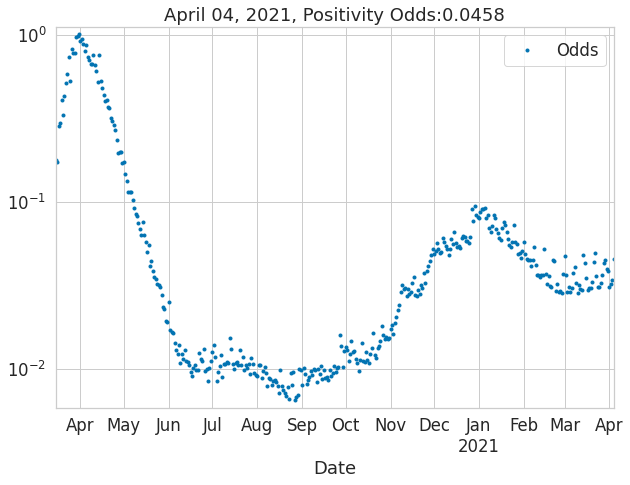 April 04, 2021, Positivity Odds:0.0458
10⁰
Odds
10⁻¹
10⁻²
Apr May Jun Jul Aug Sep Oct Nov Dec Jan Feb Mar Apr
2021
Date